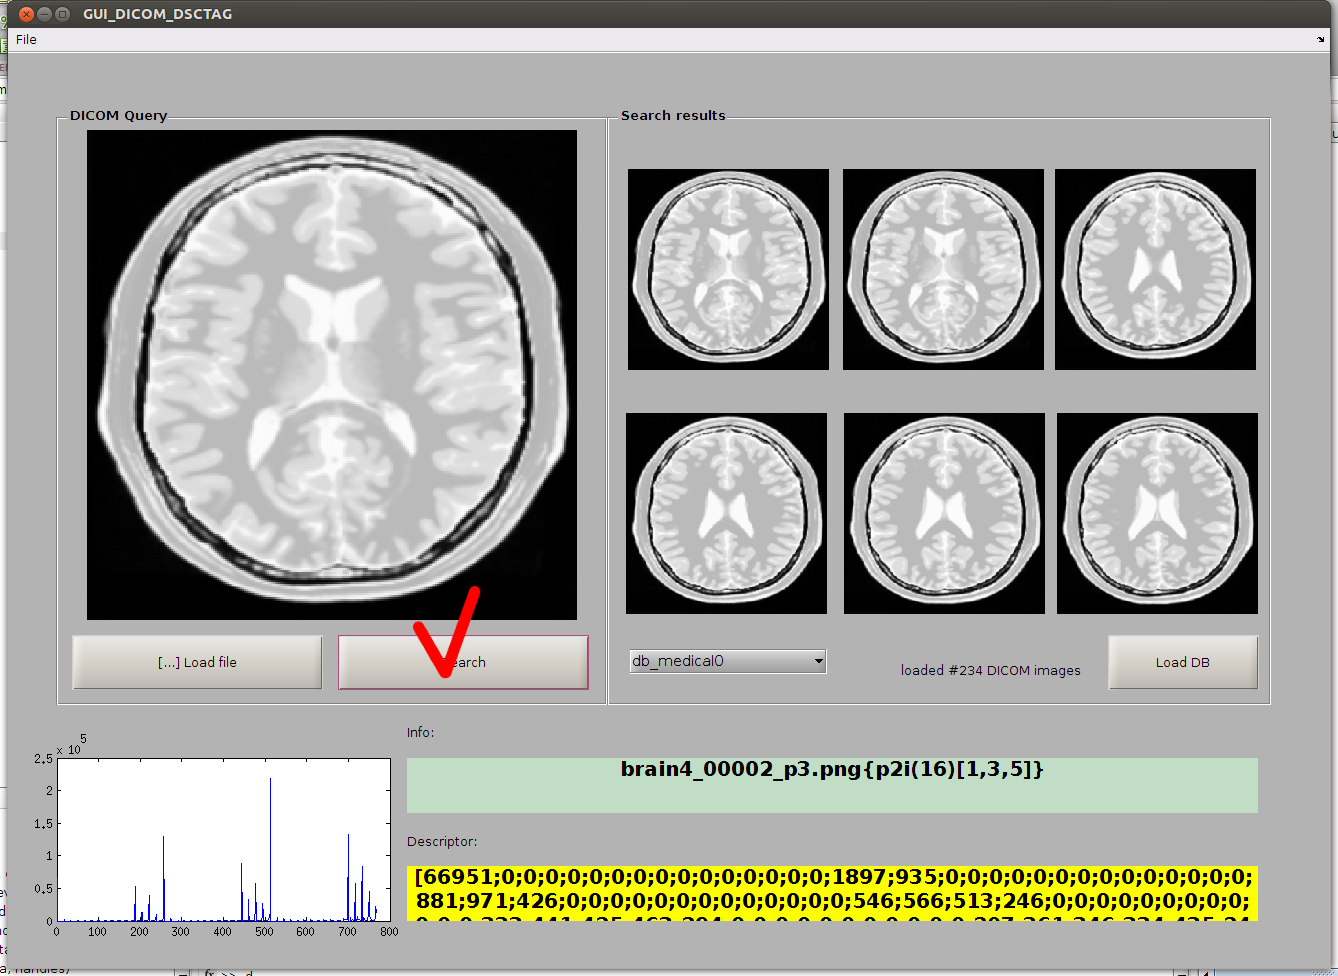 GUI_DICOM_DSCTAG
File
DICOM Query
Search results
[...] Load file
earch
db_medical0
loaded #234 DICOM images
Load DB
x 10
5
2.5
2
1.5
1
0.5
0
0 100 200 300 400 500 600 700 800
Info:
brain4_00002_p3.png{p2i(16)[1,3,5]}
Descriptor:
[66951;0;0;0;0;0;0;0;0;0;0;0;0;0;0;1897;935;0;0;0;0;0;0;0;0;0;0;0;0;0;
881;971;426;0;0;0;0;0;0;0;0;0;0;0;0;0;546;566;513;246;0;0;0;0;0;0;0;0;0;